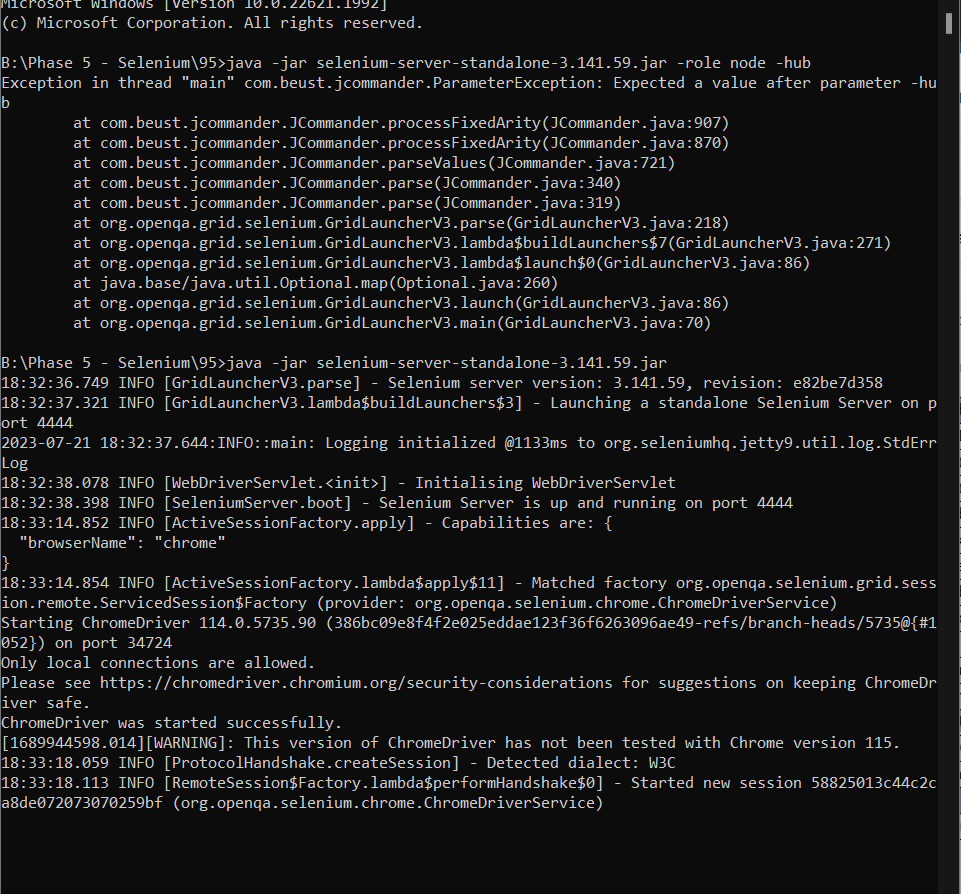 Microsoft Windows [Version 10.0.22621.1992]
(c) Microsoft Corporation. All rights reserved.
B:\Phase 5 - Selenium\95>java -jar selenium-server-standalone-3.141.59.jar -role node -hub
Exception in thread "main" com.beust.jcommander.ParameterException: Expected a value after parameter -hu
b
at com.beust.jcommander.JCommander.processFixedArity(JCommander.java:907)
at com.beust.jcommander.JCommander.processFixedArity(JCommander.java:870)
at com.beust.jcommander.JCommander.parseValues(JCommander.java:721)
at com.beust.jcommander.JCommander.parse(JCommander.java:340)
at com.beust.jcommander.JCommander.parse(JCommander.java:319)
at org.openqa.grid.selenium.GridLauncherV3.parse(GridLauncherV3.java:218)
at org.openqa.grid.selenium.GridLauncherV3.lambda$buildLaunchers$7(GridLauncherV3.java:271)
at org.openqa.grid.selenium.GridLauncherV3.lambda$launch$0(GridLauncherV3.java:86)
at java.base/java.util.Optional.map(Optional.java:260)
at org.openqa.grid.selenium.GridLauncherV3.launch(GridLauncherV3.java:86)
at org.openqa.grid.selenium.GridLauncherV3.main(GridLauncherV3.java:70)
B:\Phase 5 - Selenium\95>java -jar selenium-server-standalone-3.141.59.jar
18:32:36.749 INFO [GridLauncherV3.parse] - Selenium server version: 3.141.59, revision: e82be7d358
18:32:37.321 INFO [GridLauncherV3.lambda$buildLaunchers$3] - Launching a standalone Selenium Server on p
ort 4444
2023-07-21 18:32:37.644:INFO::main: Logging initialized @1133ms to org.seleniumhq.jetty9.util.log.StdErr
Log
18:32:38.078 INFO [WebDriverServlet.<init>] - Initialising WebDriverServlet
18:32:38.398 INFO [SeleniumServer.boot] - Selenium Server is up and running on port 4444
18:33:14.852 INFO [ActiveSessionFactory.apply] - Capabilities are: {
"browserName": "chrome"
}
18:33:14.854 INFO [ActiveSessionFactory.lambda$apply$11] - Matched factory org.openqa.selenium.grid.sess
ion.remote.ServicedSession$Factory (provider: org.openqa.selenium.chrome.ChromeDriverService)
Starting ChromeDriver 114.0.5735.90 (386bc09e8f4f2e025eddae123f36f6263096ae49-refs/branch-heads/5735@{#1
052}) on port 34724
Only local connections are allowed.
Please see https://chromedriver.chromium.org/security-considerations for suggestions on keeping ChromeDr
iver safe.
ChromeDriver was started successfully.
[1689944598.014][WARNING]: This version of ChromeDriver has not been tested with Chrome version 115.
18:33:18.059 INFO [ProtocolHandshake.createSession] - Detected dialect: W3C
18:33:18.113 INFO [RemoteSession$Factory.lambda$performHandshake$0] - Started new session 58825013c44c2c
a8de072073070259bf (org.openqa.selenium.chrome.ChromeDriverService)